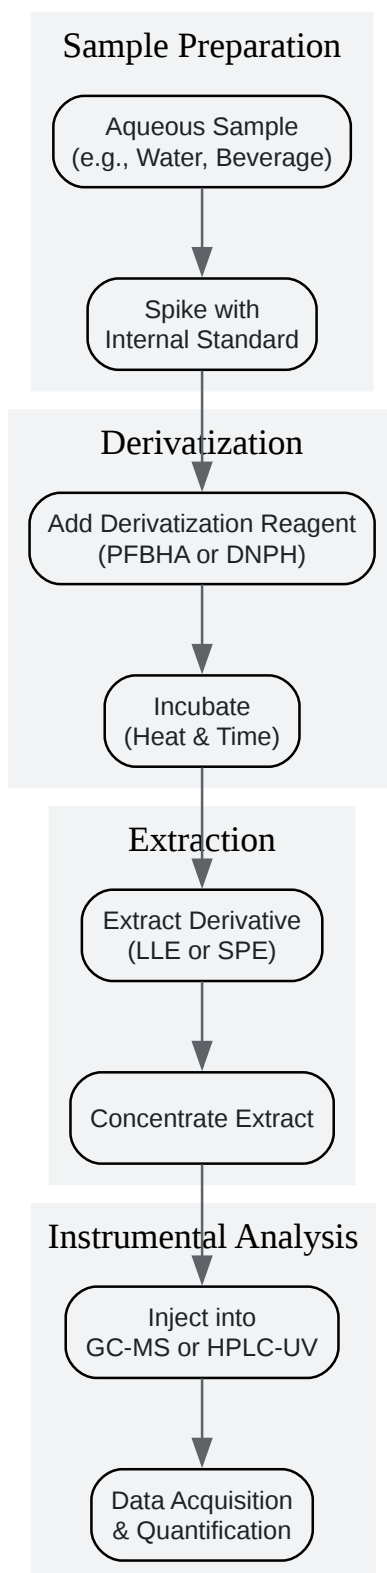 Sample Preparation
Aqueous Sample
(e.g., Water, Beverage)
Spike with
Internal Standard
Derivatization
Add Derivatization Reagent
(PFBHA or DNPH)
Incubate
(Heat & Time)
Extraction
Extract Derivative
(LLE or SPE)
Concentrate Extract
Instrumental Analysis
Inject into
GC-MS or HPLC-UV
Data Acquisition
& Quantification